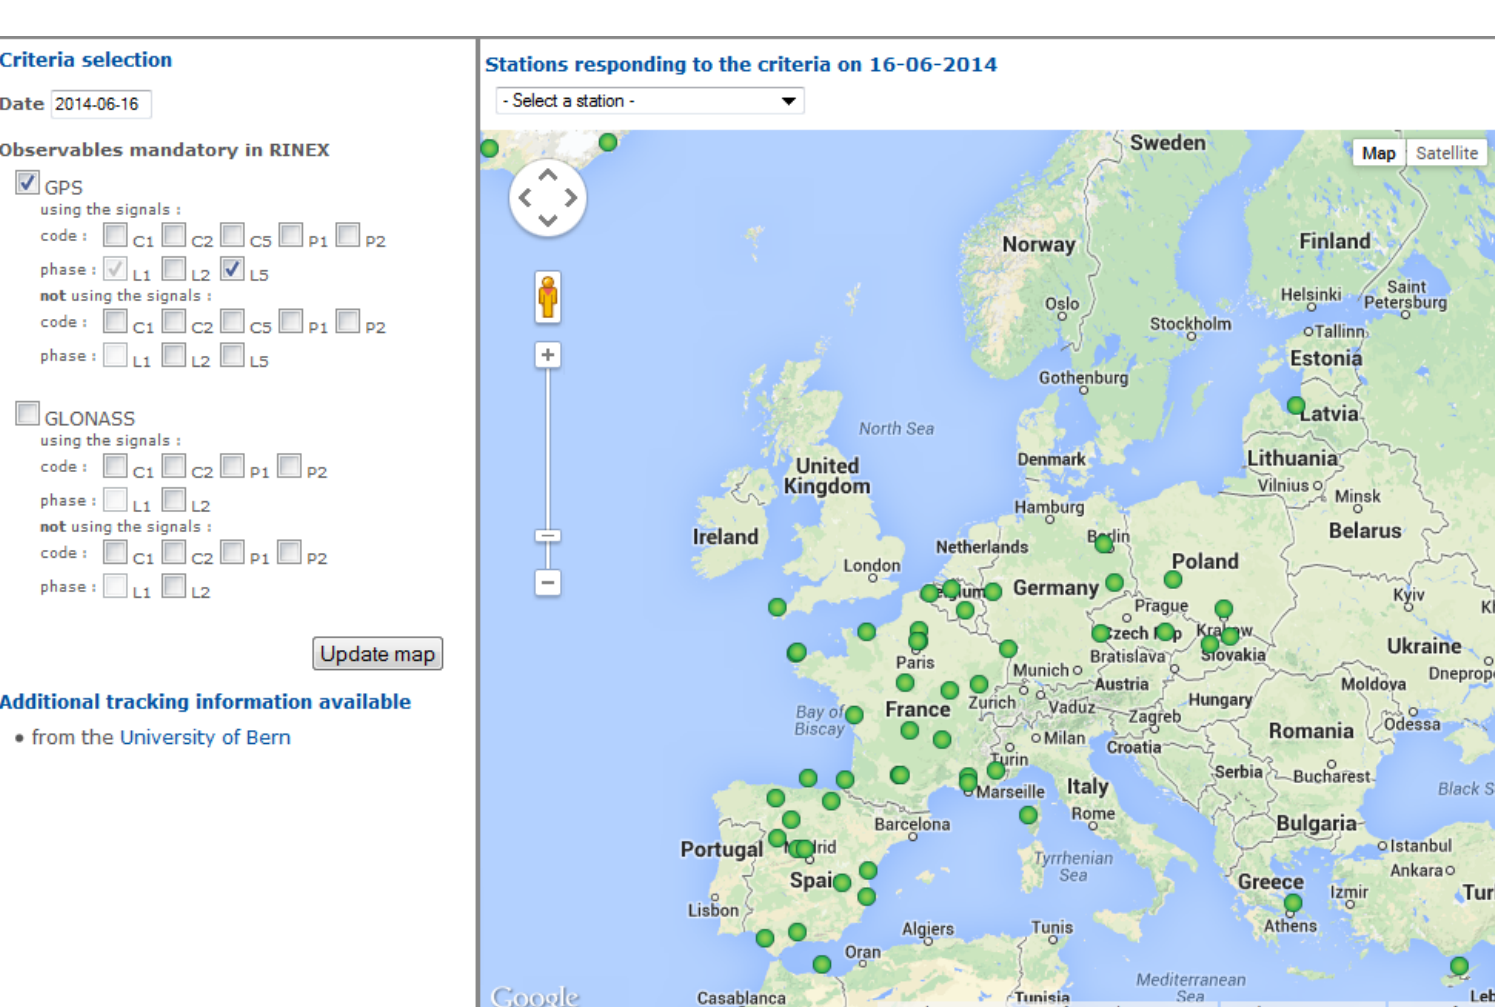 Criteria selection
Date 2014-06-16
Observables mandatory in RINEX
GPS
using the signals :
code : C1 C2 C5 P1 P2
phase : L1 L2 L5
not using the signals :
code : C1 C2 C5 P1 P2
phase : L1 L2 L5
GLONASS
using the signals :
code : C1 C2 P1 P2
phase : L1 L2
not using the signals :
code : C1 C2 P1 P2
phase : L1 L2
Update map
Additional tracking information available
• from the University of Bern
Stations responding to the criteria on 16-06-2014
- Select a station -
Map Satellite
Sweden
Norway
Finland
Oslo
Helsinki
Saint
Petersburg
Stockholm
Tallinn
Estonia
Gothenburg
North Sea
Latvia
United
Kingdom
Denmark
Lithuania
Vilnius
Minsk
Hamburg
Belarus
Ireland
Netherlands
London
Poland
Germany
Kyiv
Prague
Ukraine
Paris
Bratislava
Slovakia
Munich
Austria
Moldova
Hungary
Zurich
Vaduz
Bay of
Biscay
France
Zagreb
Odessa
Romania
Milan
Croatia
Turin
Serbia
Bucharest
Marseille
Italy
Rome
Barcelona
Bulgaria
Portugal
Istanbul
Tyrrhenian
Sea
Ankara
Greece
Izmir
Lisbon
Algiers
Tunis
Athens
Oran
Mediterranean
Sea
Casablanca
Tunisia
Google